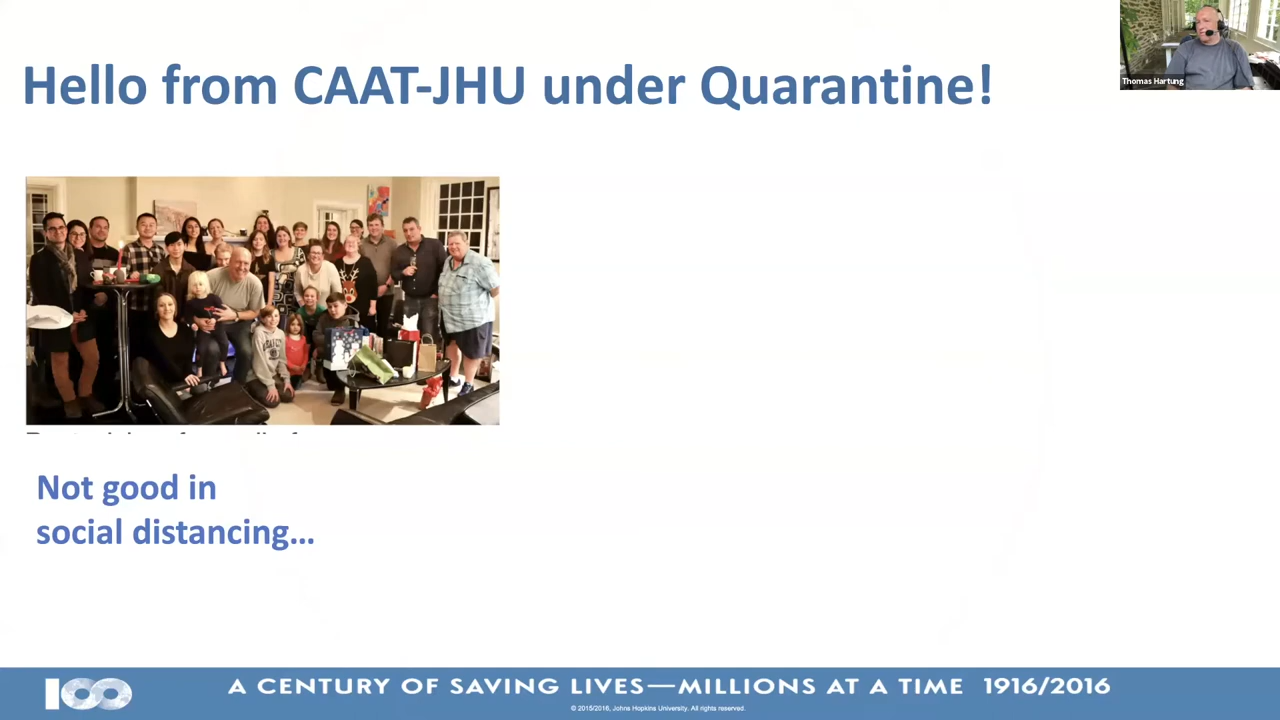 Hello from CAAT-JHU under Quarantine!
Thomas Hartung
Not good in
social distancing...
100
A CENTURY OF SAVING LIVES—MILLIONS AT A TIME 1916/2016
© 2015/2016, Johns Hopkins University. All rights reserved.